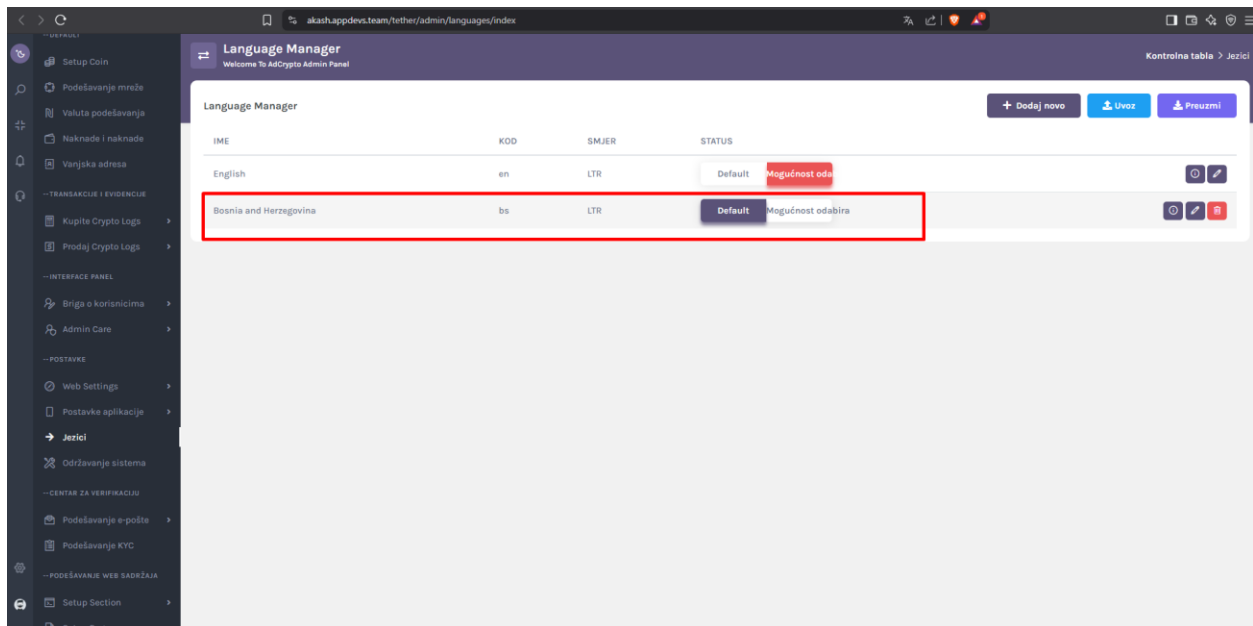 akash.appdevs.team/tether/admin/languages/index
Setup Coin
Podešavanje mreže
Valuta podešavanja
Naknade i naknade
Vanjska adresa
--TRANSAKCIJE I EVIDENCIJE
Kupite Crypto Logs
Prodaj Crypto Logs
--INTERFACE PANEL
Briga o korisnicima
Admin Care
--POSTAVKE
Web Settings
Postavke aplikacije
Jezici
Održavanje sistema
--CENTAR ZA VERIFIKACIJU
Podešavanje e-pošte
Podešavanje KYC
--PODEŠAVANJE WEB SADRŽAJA
Setup Section
Language Manager
Welcome To AdCrypto Admin Panel
Kontrolna tabla > Jezici
Language Manager
+ Dodaj novo
Uvoz
Preuzmi
IME KOD SMJER STATUS
English en LTR Default Mogućnost oda
Bosnia and Herzegovina bs LTR Default Mogućnost odabira